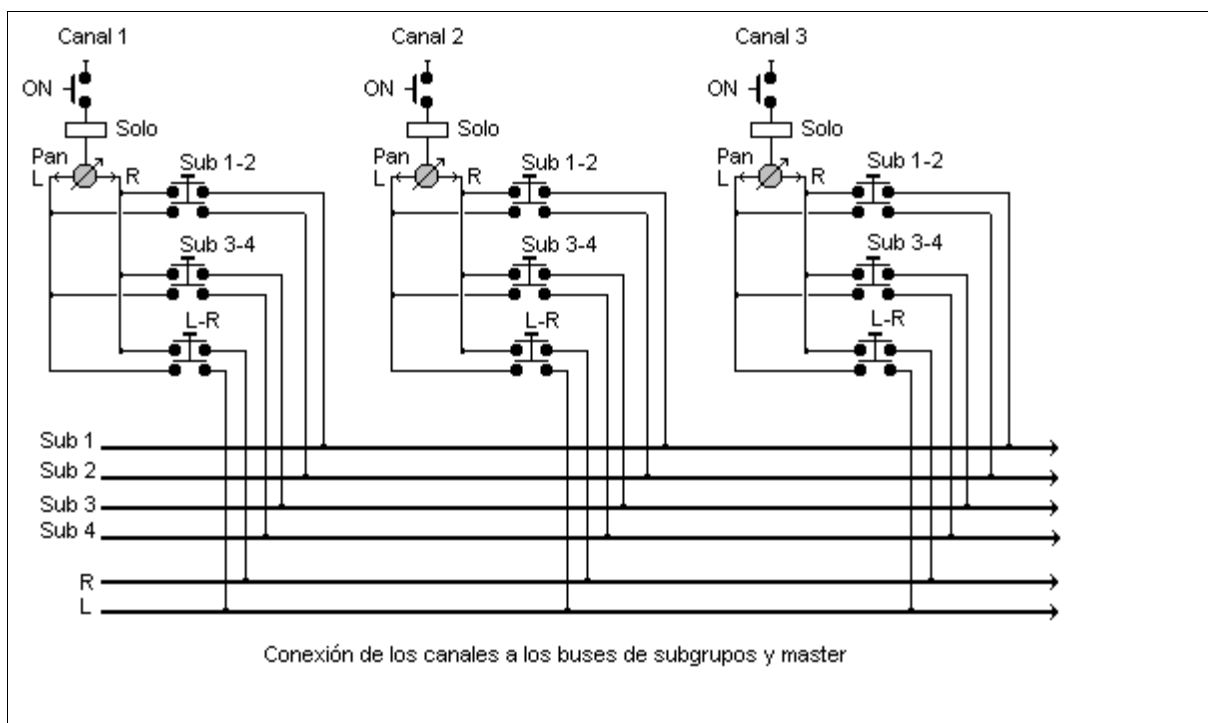 Canal 1 Canal 2 Canal 3
ON ON ON
Solo Solo Solo
Pan Sub 1-2 Pan Sub 1-2 Pan Sub 1-2
L R L R L R
Sub 3-4 Sub 3-4 Sub 3-4
L-R L-R L-R
Sub 1
Sub 2
Sub 3
Sub 4
R
L
Conexión de los canales a los buses de subgrupos y master